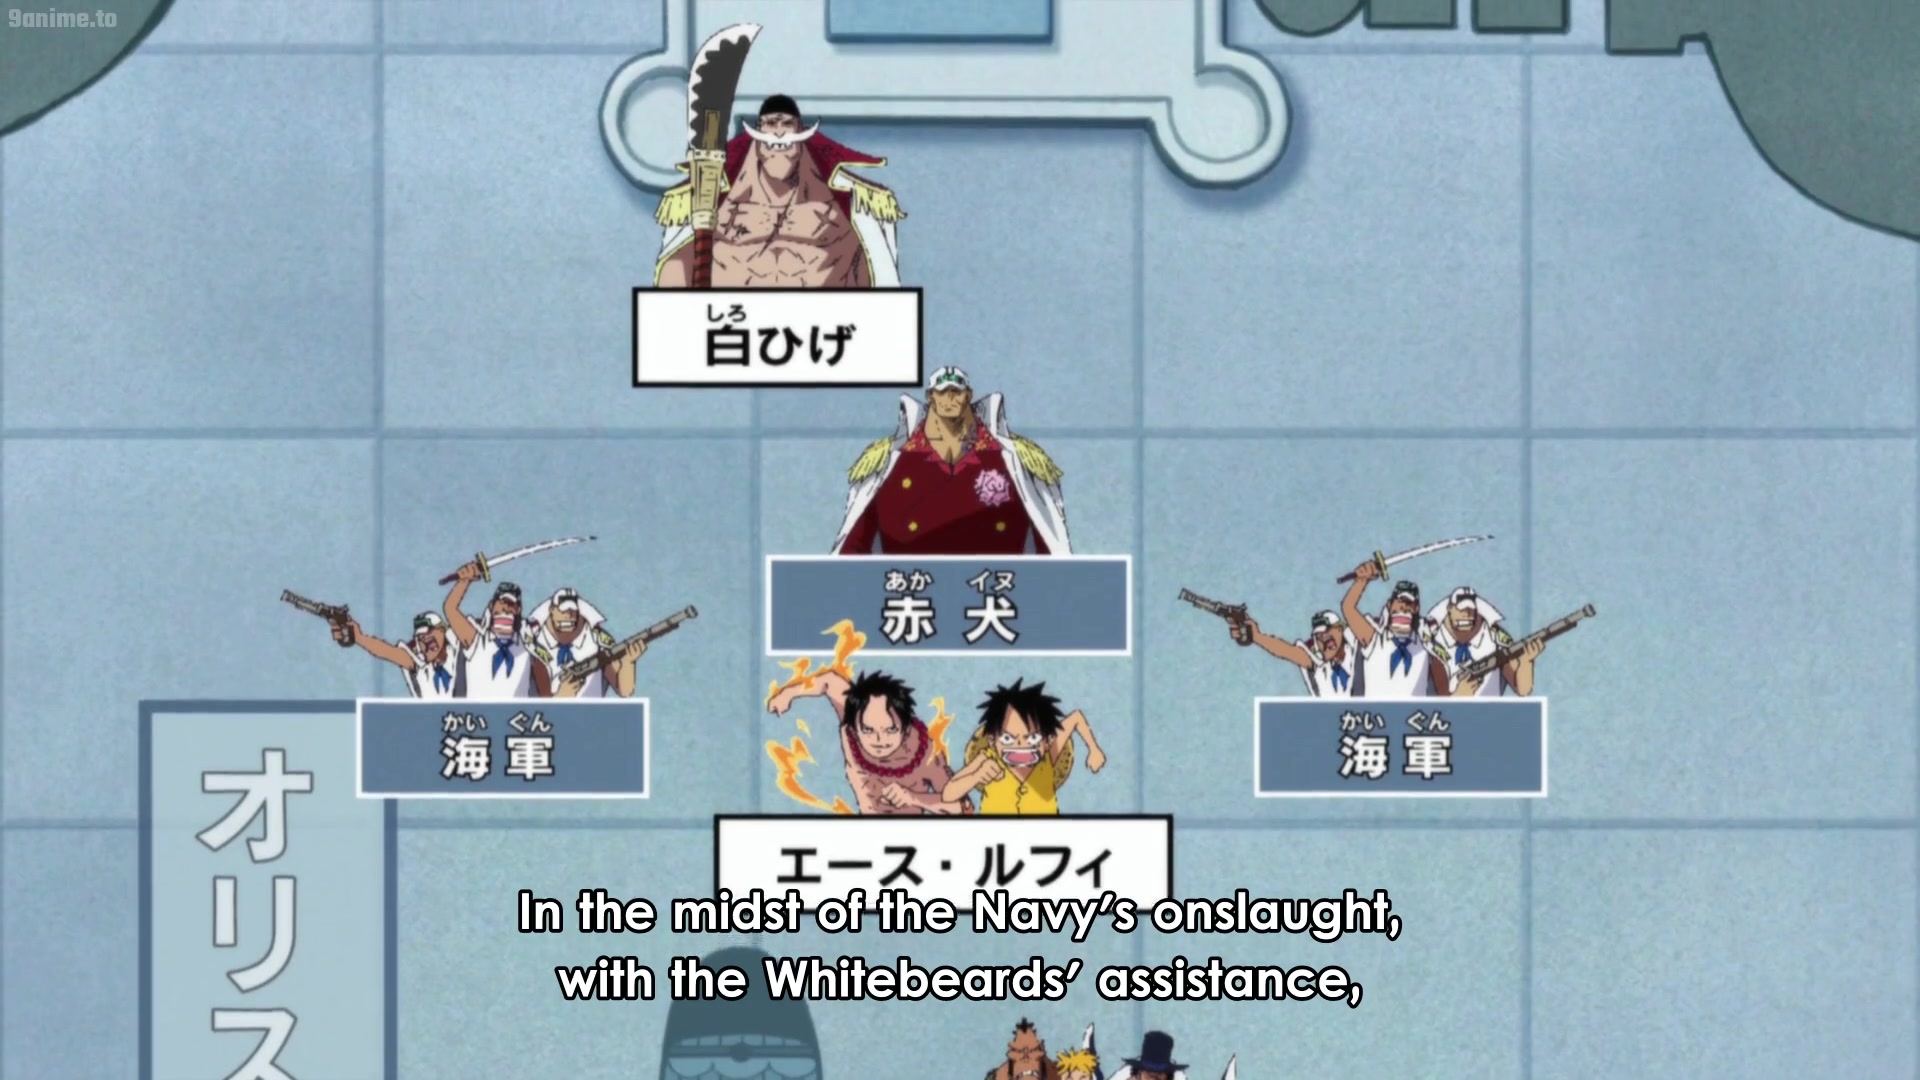 9anime.to
しろ
白ひげ
あか イヌ
赤犬
かい ぐん
海軍
かい ぐん
海軍
オリス
エース・ルフィ
In the midst of the Navy's onslaught,
with the Whitebeards' assistance,